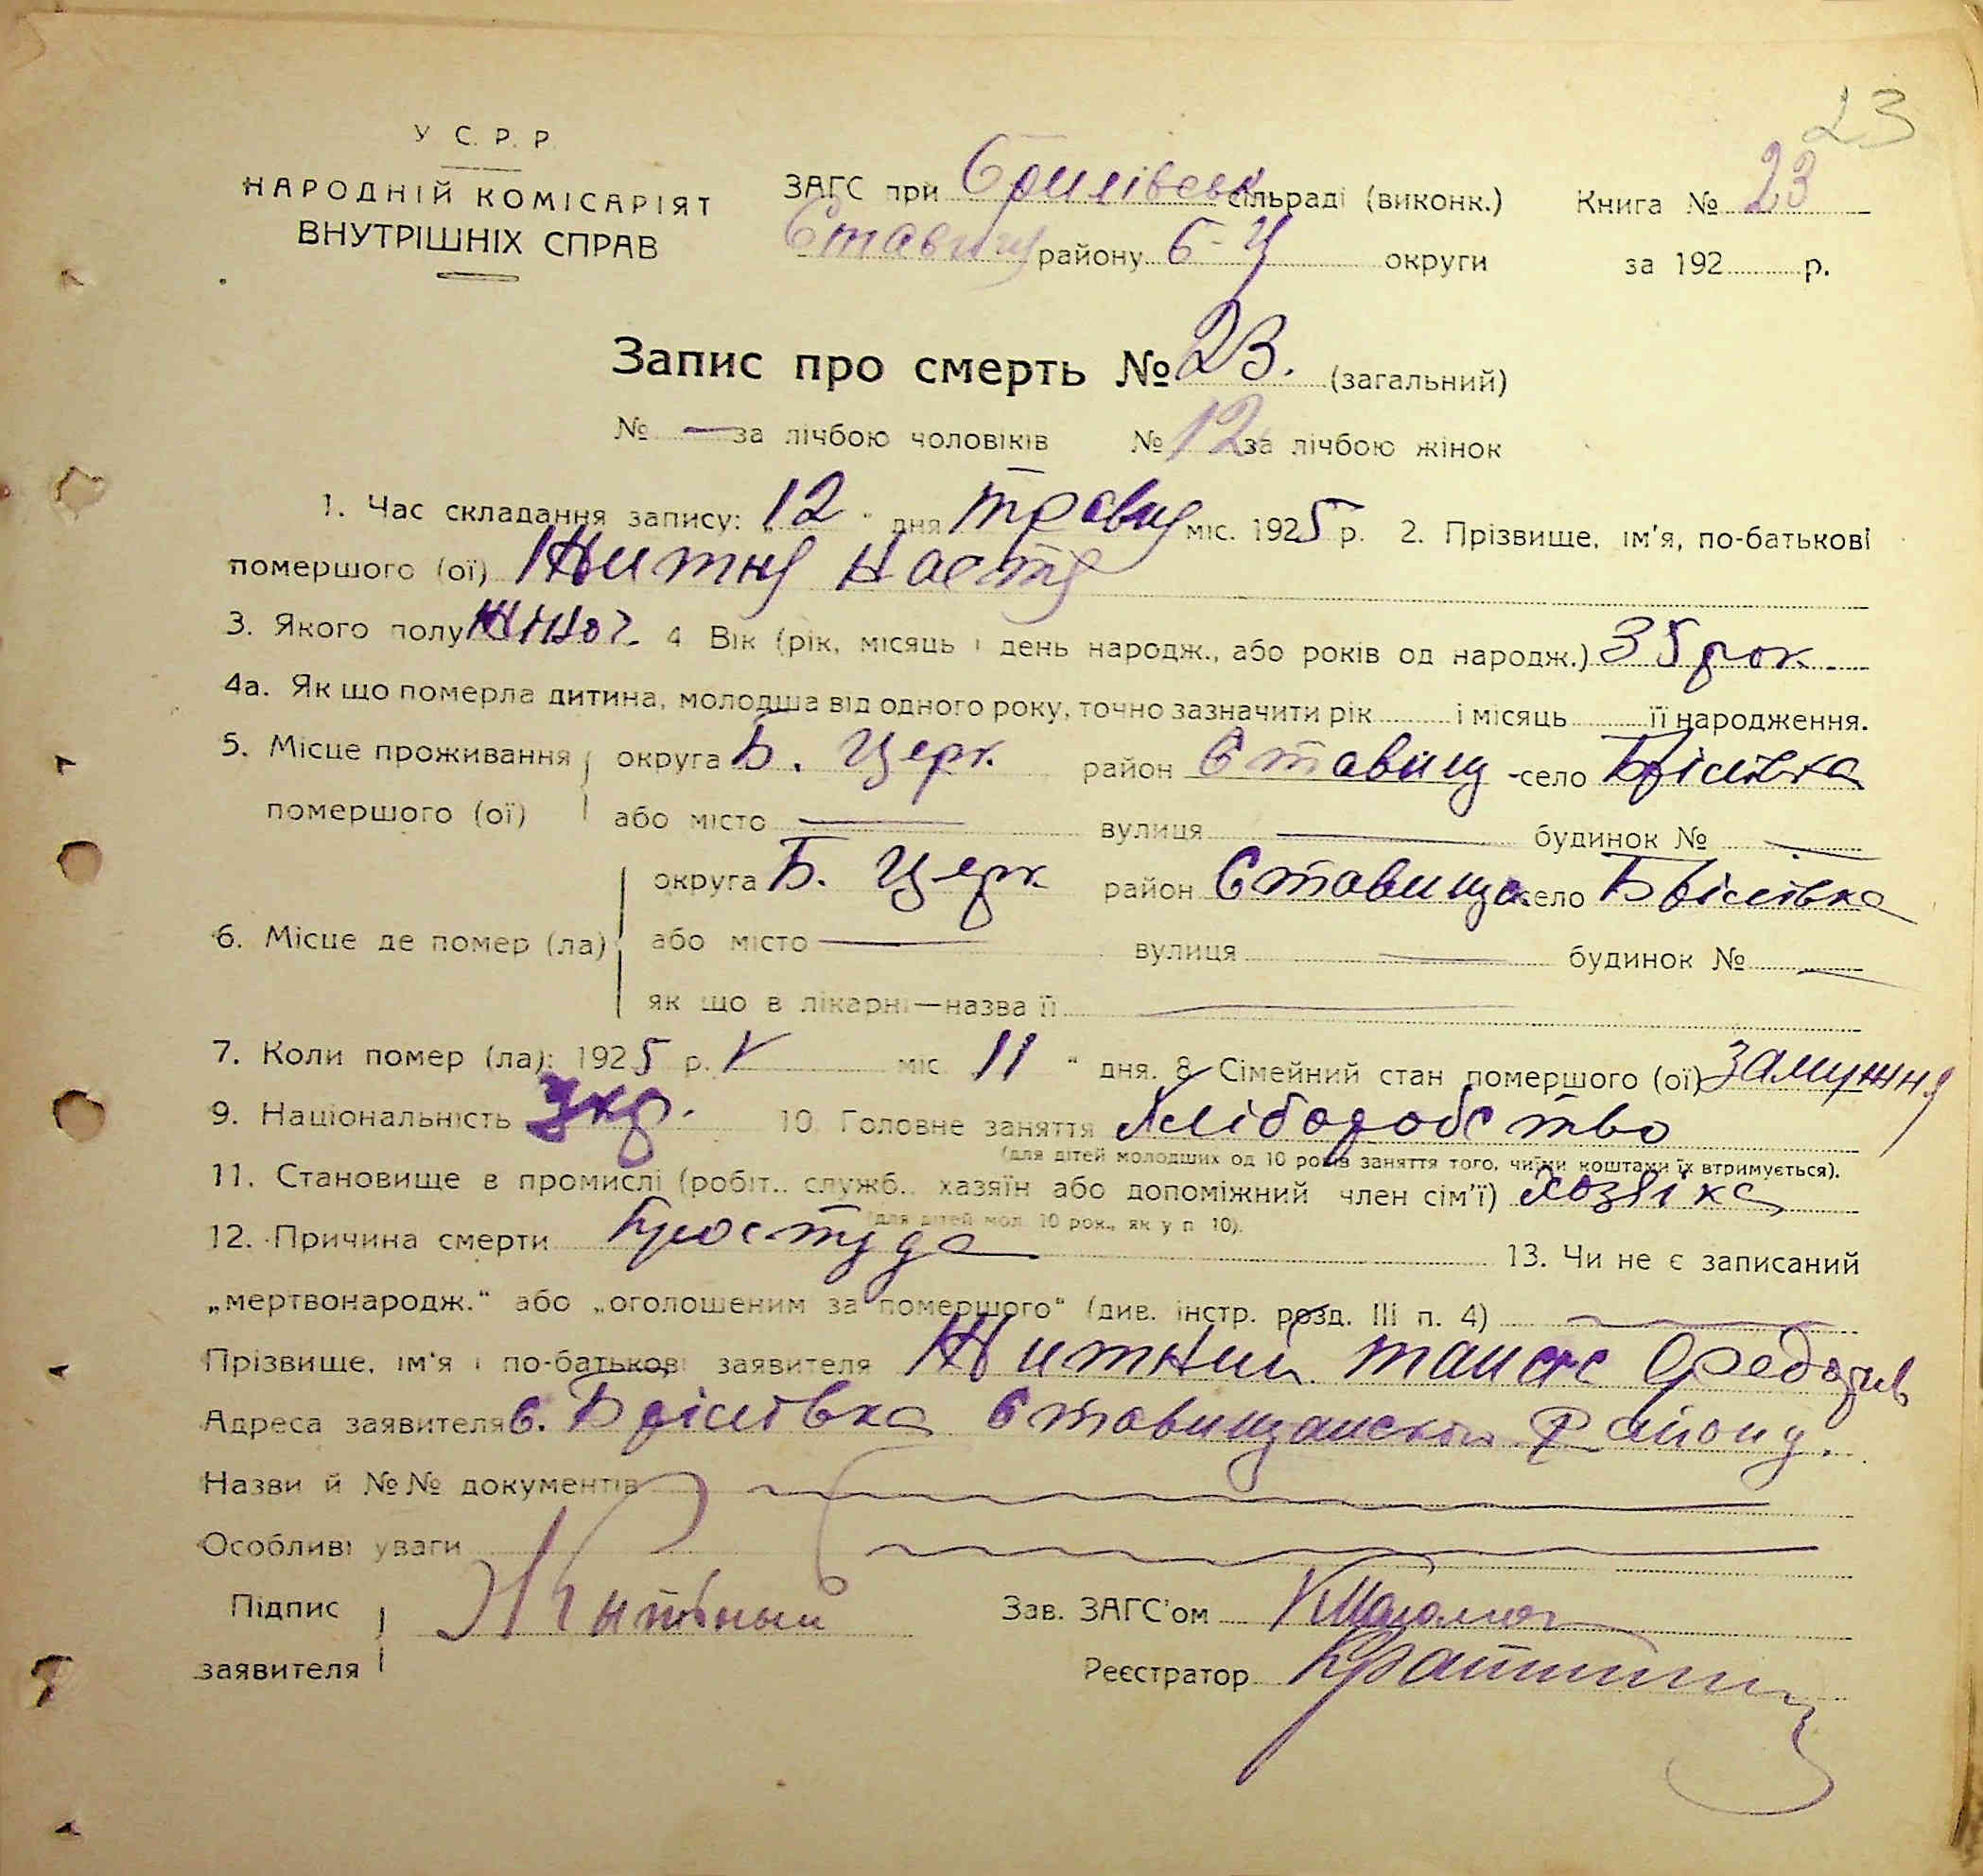 23
У С. Р. Р.
НАРОДНІЙ КОМІСАРІЯТ
ВНУТРІШНІХ СПРАВ
ЗАГС при сільраді (виконк.) Книга № 23
Ставищ району Б-Ц округи за 192 р.
Запис про смерть № 23. (загальний)
№ — за лічбою чоловіків № 12 за лічбою жінок
1. Час складання запису: „12" дня травня міс. 1925 р. 2. Прізвище, ім'я, по-батькові
помершого (ої) Житня Настя
3. Якого полу жіноч. 4 Вік (рік, місяць і день народж., або років од народж.) 35 рок.
4а. Як що померла дитина, молодша від одного року, точно зазначити рік і місяць її народження.
5. Місце проживання округа Б. Церк. район Ставищ село Брілівка
помершого (ої) або місто — вулиця — будинок № —
округа Б. Церк район Ставище село Брілівка
6. Місце де помер (ла) або місто — вулиця — будинок № —
як що в лікарні—назва її —
7. Коли помер (ла): 1925 р. V міс. 11 " дня. 8. Сімейний стан помершого (ої) замужня
9. Національність Укр. 10. Головне заняття Хліборобство
(для дітей молодших од 10 років заняття того, чиїми коштами їх втримується).
11. Становище в промислі (робіт., служб., хазяїн або допоміжний член сім'ї) Хозяїка
(для дітей мол. 10 рок., як у п. 10).
12. Причина смерти Простуда 13. Чи не є записаний
„мертвонародж." або „оголошеним за помершого" (див. інстр. розд. III п. 4) —
Прізвище, ім'я і по-батькові заявителя Житний
Адреса заявителя с. Брілівка Ставищанского Району.
Назви й №№ документів —
Особливі уваги —
Підпис Жытный Зав. ЗАГС'ом
заявителя Реєстратор